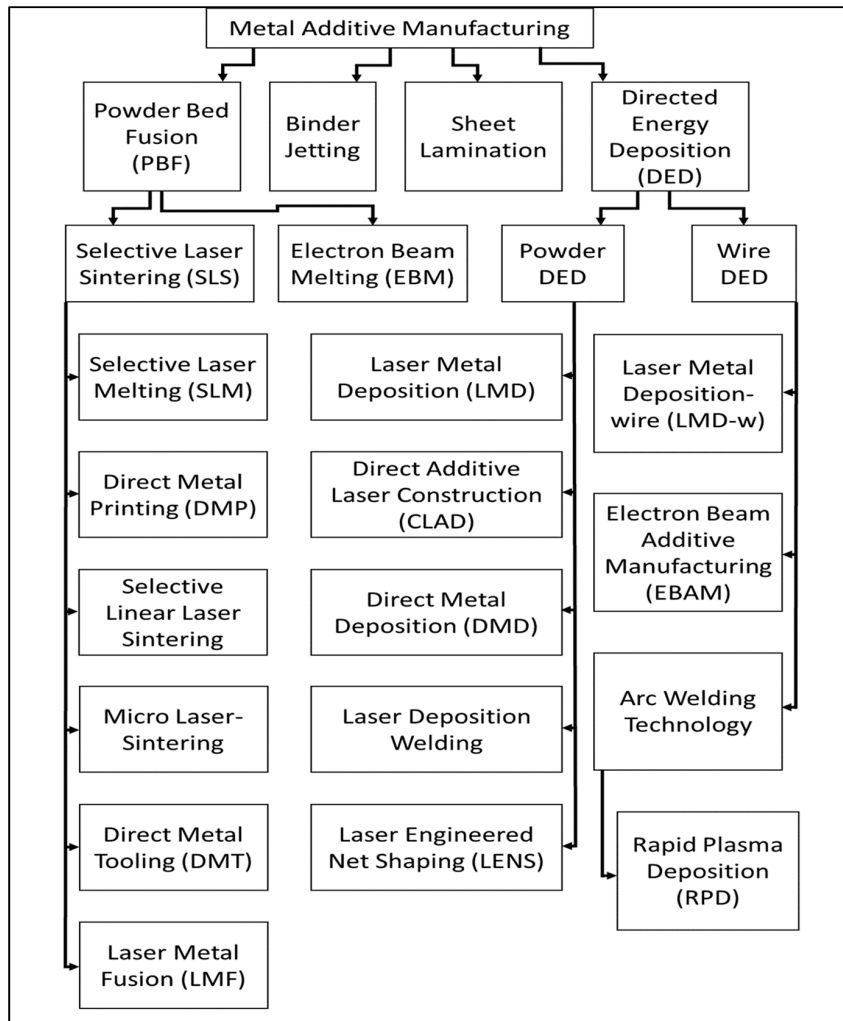 Metal Additive Manufacturing
Powder Bed
Fusion
(PBF)
Binder
Jetting
Sheet
Lamination
Directed
Energy
Deposition
(DED)
Selective Laser
Sintering (SLS)
Electron Beam
Melting (EBM)
Powder
DED
Wire
DED
Selective Laser
Melting (SLM)
Direct Metal
Printing (DMP)
Selective
Linear Laser
Sintering
Micro Laser-
Sintering
Direct Metal
Tooling (DMT)
Laser Metal
Fusion (LMF)
Laser Metal
Deposition (LMD)
Direct Additive
Laser Construction
(CLAD)
Direct Metal
Deposition (DMD)
Laser Deposition
Welding
Laser Engineered
Net Shaping (LENS)
Laser Metal
Deposition-
wire (LMD-w)
Electron Beam
Additive
Manufacturing
(EBAM)
Arc Welding
Technology
Rapid Plasma
Deposition
(RPD)